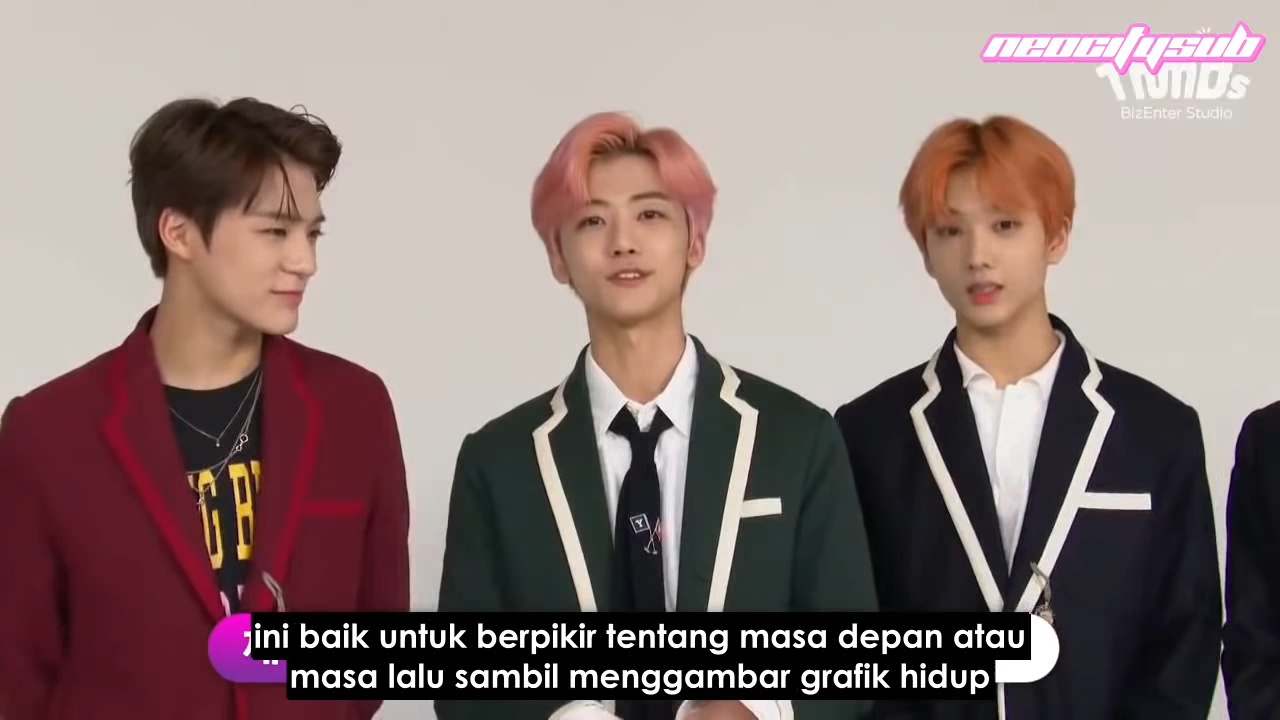 neocitysub
BizEnter Studio
ini baik untuk berpikir tentang masa depan atau
masa lalu sambil menggambar grafik hidup
Y